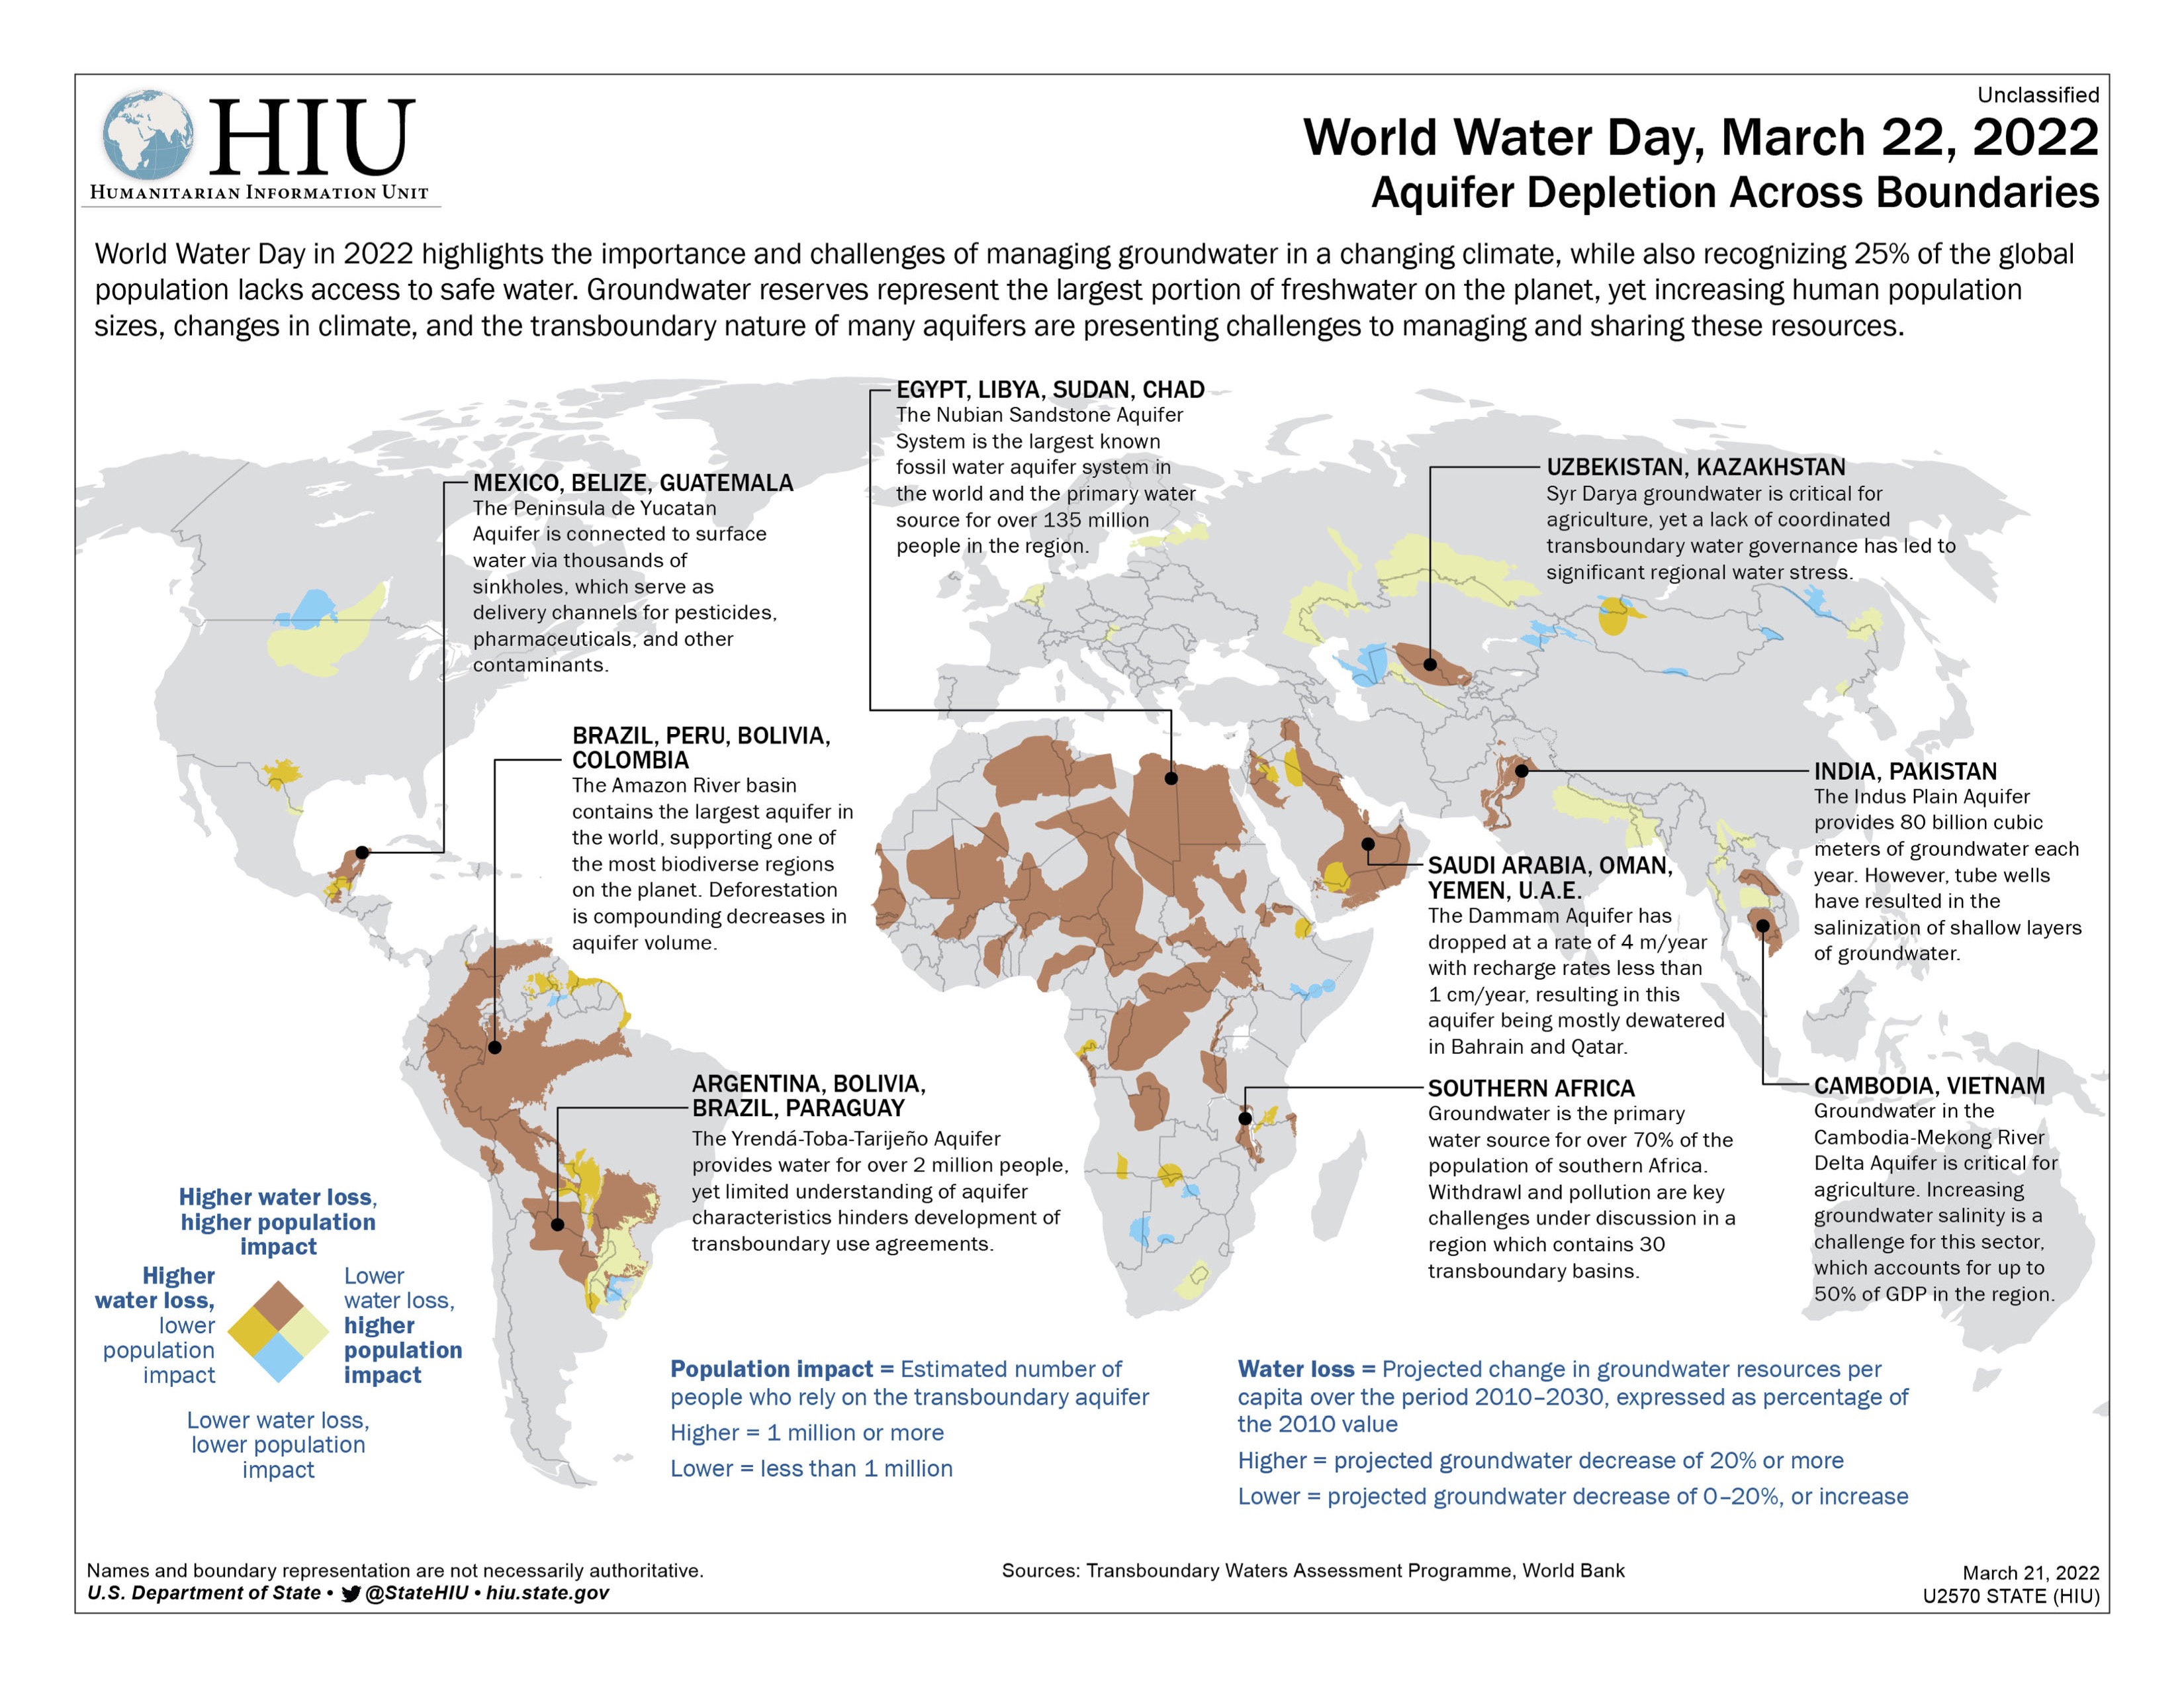 HIU
HUMANITARIAN INFORMATION UNIT
Unclassified
World Water Day, March 22, 2022
Aquifer Depletion Across Boundaries
World Water Day in 2022 highlights the importance and challenges of managing groundwater in a changing climate, while also recognizing 25% of the global
population lacks access to safe water. Groundwater reserves represent the largest portion of freshwater on the planet, yet increasing human population
sizes, changes in climate, and the transboundary nature of many aquifers are presenting challenges to managing and sharing these resources.
EGYPT, LIBYA, SUDAN, CHAD
The Nubian Sandstone Aquifer
System is the largest known
fossil water aquifer system in
the world and the primary water
source for over 135 million
people in the region.
MEXICO, BELIZE, GUATEMALA
The Peninsula de Yucatan
Aquifer is connected to surface
water via thousands of
sinkholes, which serve as
delivery channels for pesticides,
pharmaceuticals, and other
contaminants.
UZBEKISTAN, KAZAKHSTAN
Syr Darya groundwater is critical for
agriculture, yet a lack of coordinated
transboundary water governance has led to
significant regional water stress.
BRAZIL, PERU, BOLIVIA,
COLOMBIA
The Amazon River basin
contains the largest aquifer in
the world, supporting one of
the most biodiverse regions
on the planet. Deforestation
is compounding decreases in
aquifer volume.
INDIA, PAKISTAN
The Indus Plain Aquifer
provides 80 billion cubic
meters of groundwater each
year. However, tube wells
have resulted in the
salinization of shallow layers
of groundwater.
SAUDI ARABIA, OMAN,
YEMEN, U.A.E.
The Dammam Aquifer has
dropped at a rate of 4 m/year
with recharge rates less than
1 cm/year, resulting in this
aquifer being mostly dewatered
in Bahrain and Qatar.
ARGENTINA, BOLIVIA,
BRAZIL, PARAGUAY
The Yrendá-Toba-Tarijeño Aquifer
provides water for over 2 million people,
yet limited understanding of aquifer
characteristics hinders development of
transboundary use agreements.
SOUTHERN AFRICA
Groundwater is the primary
water source for over 70% of the
population of southern Africa.
Withdrawl and pollution are key
challenges under discussion in a
region which contains 30
transboundary basins.
CAMBODIA, VIETNAM
Groundwater in the
Cambodia-Mekong River
Delta Aquifer is critical for
agriculture. Increasing
groundwater salinity is a
challenge for this sector,
which accounts for up to
50% of GDP in the region.
Higher water loss,
higher population
impact
Higher
water loss,
lower
population
impact
Lower
water loss,
higher
population
impact
Lower water loss,
lower population
impact
Population impact = Estimated number of
people who rely on the transboundary aquifer
Higher = 1 million or more
Lower = less than 1 million
Water loss = Projected change in groundwater resources per
capita over the period 2010–2030, expressed as percentage of
the 2010 value
Higher = projected groundwater decrease of 20% or more
Lower = projected groundwater decrease of 0–20%, or increase
Names and boundary representation are not necessarily authoritative.
U.S. Department of State • @StateHIU • hiu.state.gov
Sources: Transboundary Waters Assessment Programme, World Bank
March 21, 2022
U2570 STATE (HIU)